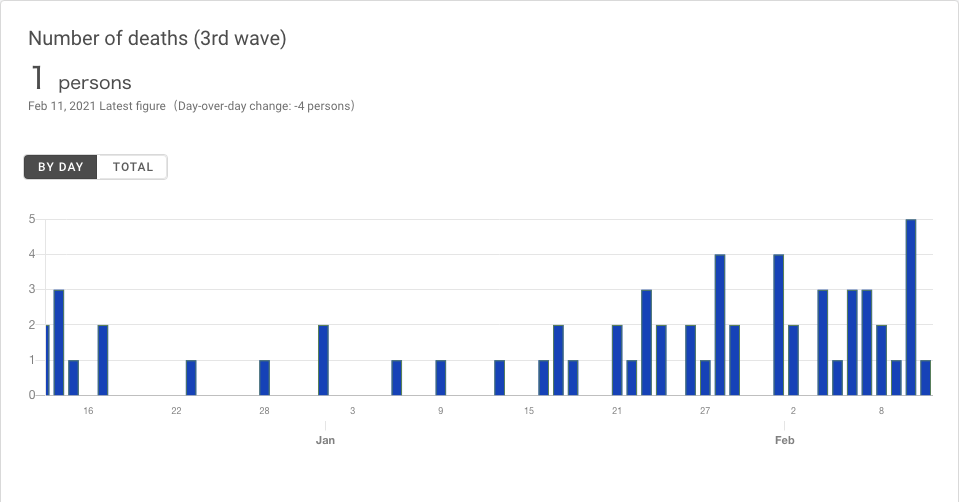 Number of deaths (3rd wave)
1 persons
Feb 11, 2021 Latest figure（Day-over-day change: -4 persons）
BY DAY TOTAL
5
4
3
2
1
0
16 22 28 3 9 15 21 27 2 8
Jan Feb